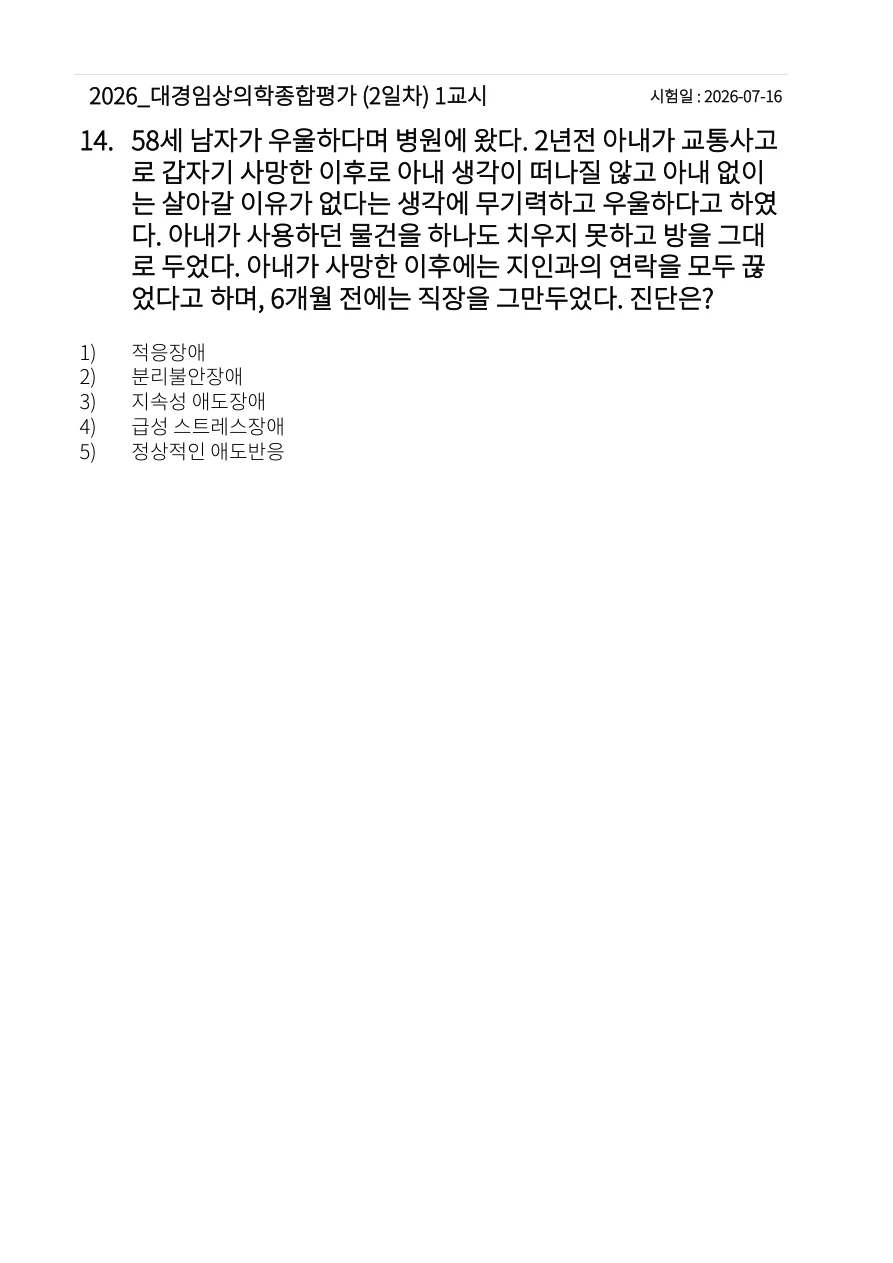 2026_대경임상의학종합평가 (2일차) 1교시
시험일 : 2026-07-16
14. 58세 남자가 우울하다며 병원에 왔다. 2년전 아내가 교통사고
로 갑자기 사망한 이후로 아내 생각이 떠나질 않고 아내 없이
는 살아갈 이유가 없다는 생각에 무기력하고 우울하다고 하였
다. 아내가 사용하던 물건을 하나도 치우지 못하고 방을 그대
로 두었다. 아내가 사망한 이후에는 지인과의 연락을 모두 끊
었다고 하며, 6개월 전에는 직장을 그만두었다. 진단은?
1) 적응장애
2) 분리불안장애
3) 지속성 애도장애
4) 급성 스트레스장애
5) 정상적인 애도반응